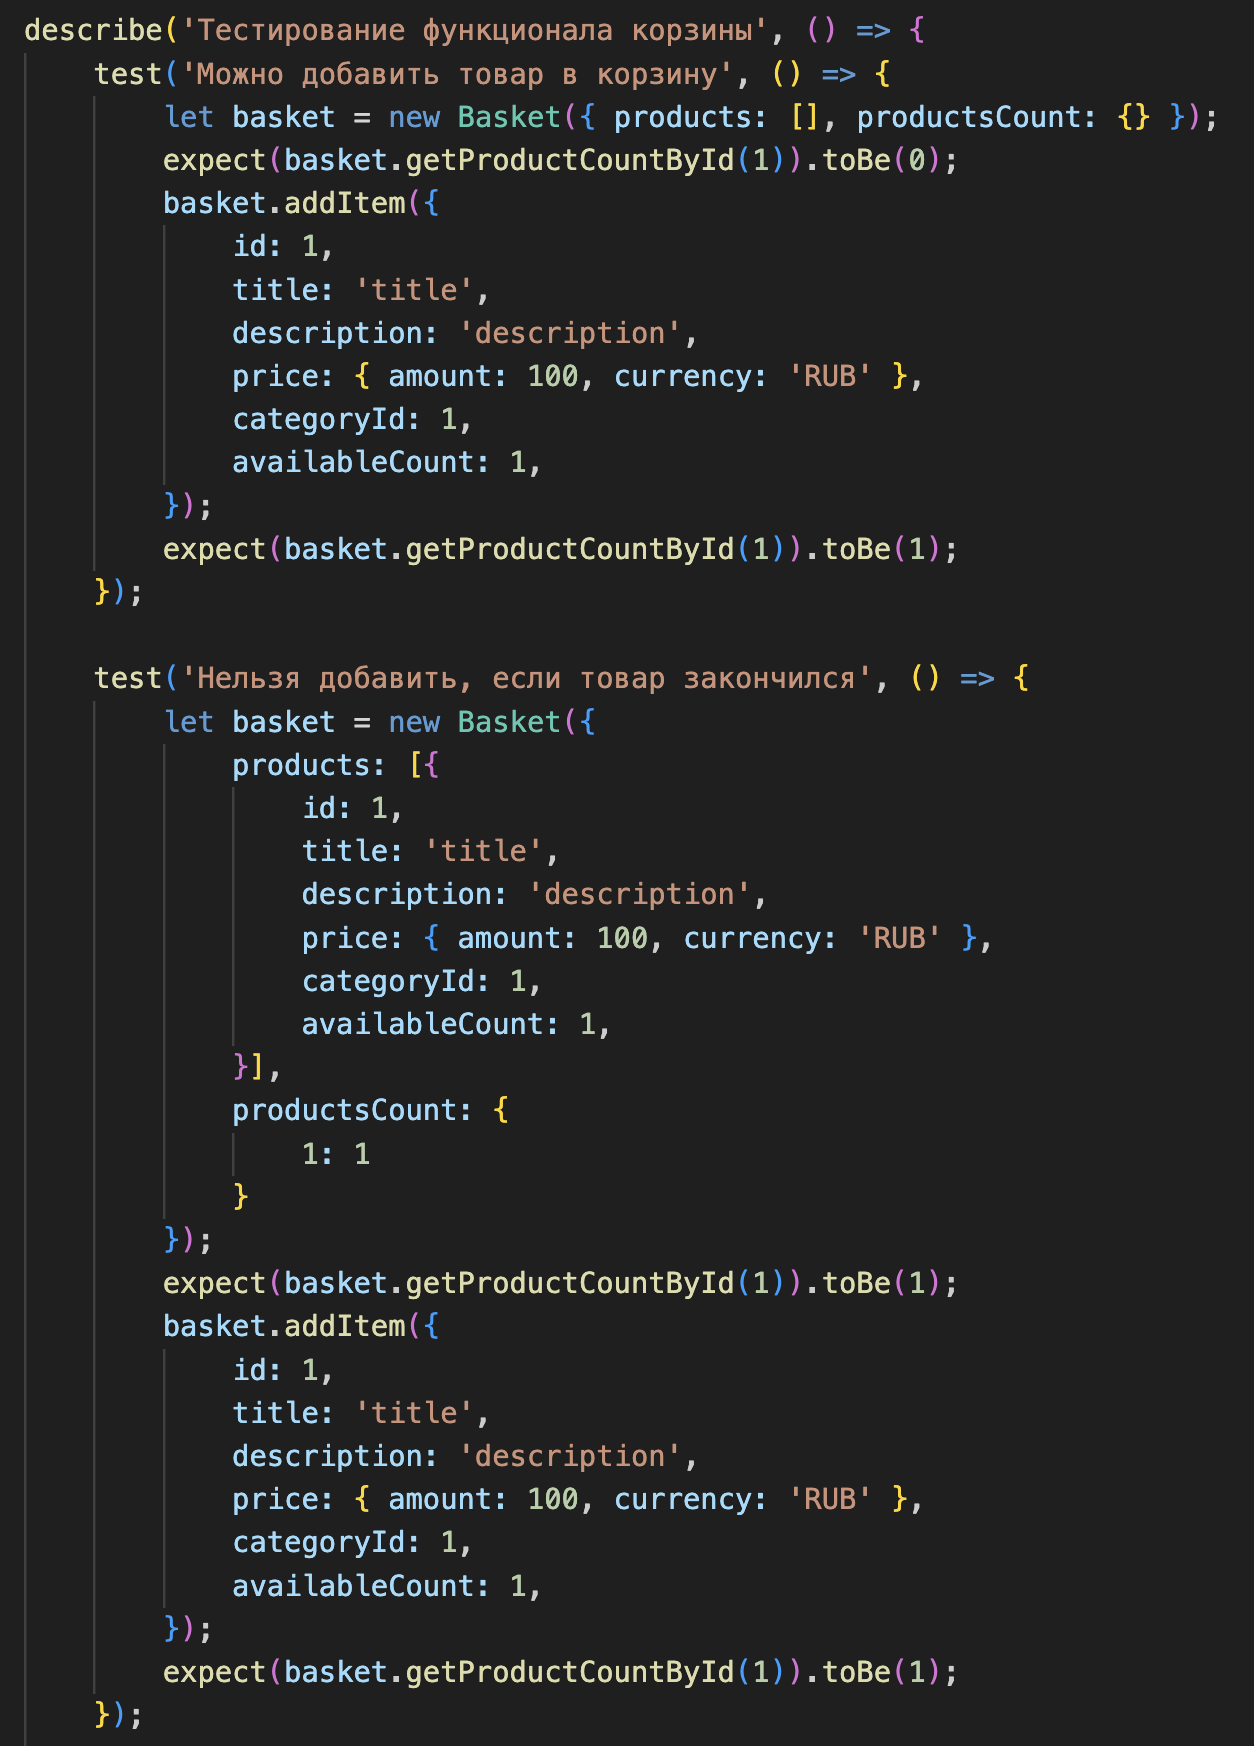 describe('Тестирование функционала корзины', () => {
test('Можно добавить товар в корзину', () => {
let basket = new Basket({ products: [], productsCount: {} });
expect(basket.getProductCountById(1)).toBe(0);
basket.addItem({
id: 1,
title: 'title',
description: 'description',
price: { amount: 100, currency: 'RUB' },
categoryId: 1,
availableCount: 1,
});
expect(basket.getProductCountById(1)).toBe(1);
});
test('Нельзя добавить, если товар закончился', () => {
let basket = new Basket({
products: [{
id: 1,
title: 'title',
description: 'description',
price: { amount: 100, currency: 'RUB' },
categoryId: 1,
availableCount: 1,
}],
productsCount: {
1: 1
}
});
expect(basket.getProductCountById(1)).toBe(1);
basket.addItem({
id: 1,
title: 'title',
description: 'description',
price: { amount: 100, currency: 'RUB' },
categoryId: 1,
availableCount: 1,
});
expect(basket.getProductCountById(1)).toBe(1);
});